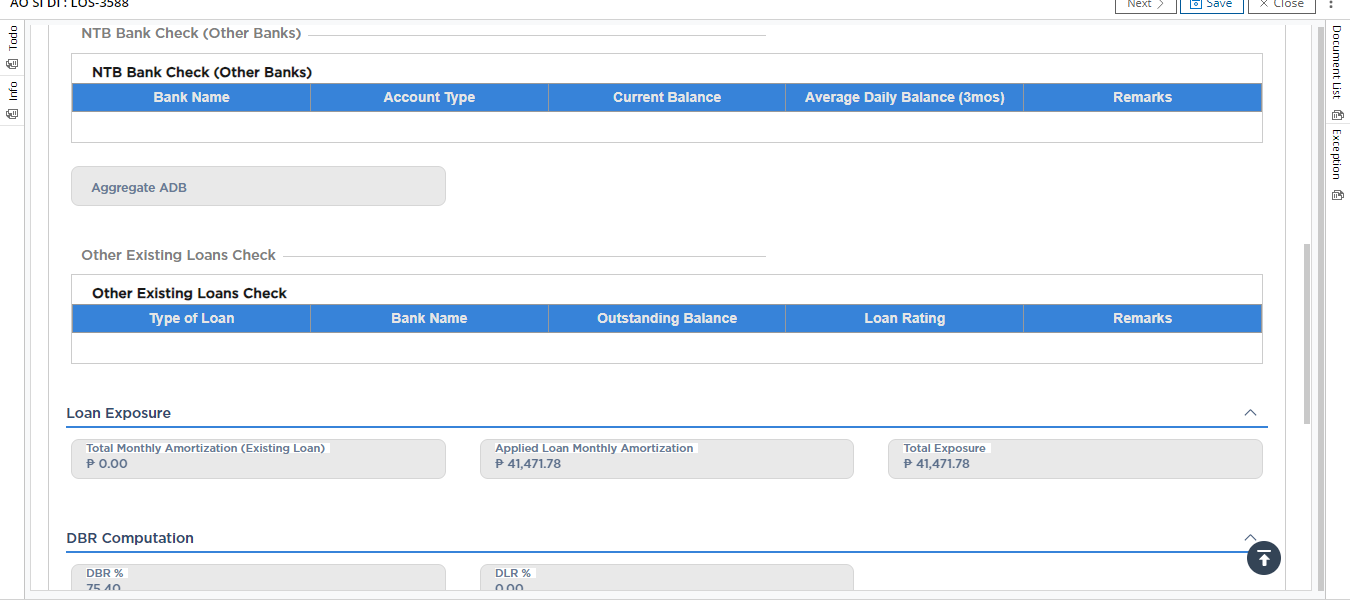 AO SI DI : LOS-3588
Next
Save
Close
Todo
Info
Document List
Exception
NTB Bank Check (Other Banks)
NTB Bank Check (Other Banks)
Bank Name Account Type Current Balance Average Daily Balance (3mos) Remarks
Aggregate ADB
Other Existing Loans Check
Other Existing Loans Check
Type of Loan Bank Name Outstanding Balance Loan Rating Remarks
Loan Exposure
Total Monthly Amortization (Existing Loan) Applied Loan Monthly Amortization Total Exposure
₱ 0.00 ₱ 41,471.78 ₱ 41,471.78
DBR Computation
DBR % DLR %
75.40 0.00